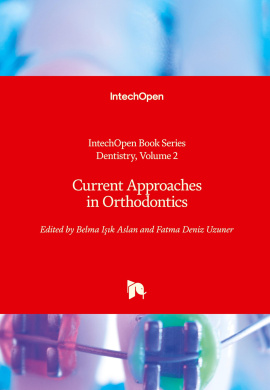 IntechOpen
IntechOpen Book Series
Dentistry, Volume 2
Current Approaches
in Orthodontics
Edited by Belma Işık Aslan and Fatma Deniz Uzuner